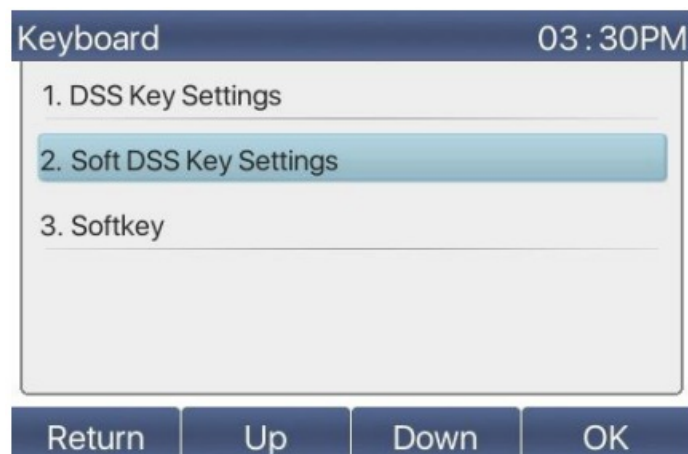 Keyboard 03:30PM
1. DSS Key Settings
2. Soft DSS Key Settings
3. Softkey
Return Up Down OK